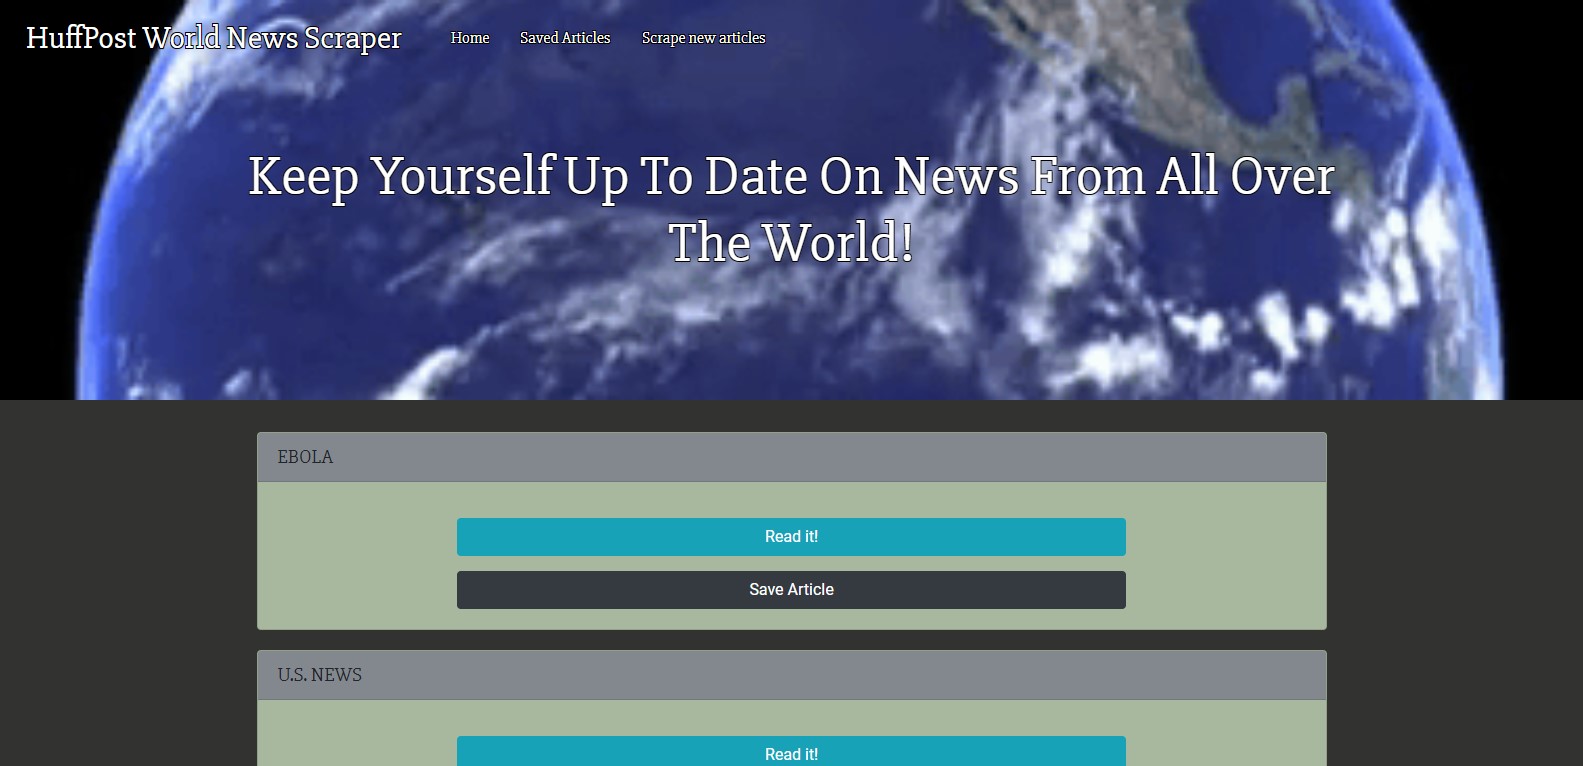 HuffPost World News Scraper Home Saved Articles Scrape new articles
Keep Yourself Up To Date On News From All Over
The World!
EBOLA
Read it!
Save Article
U.S. NEWS
Read it!